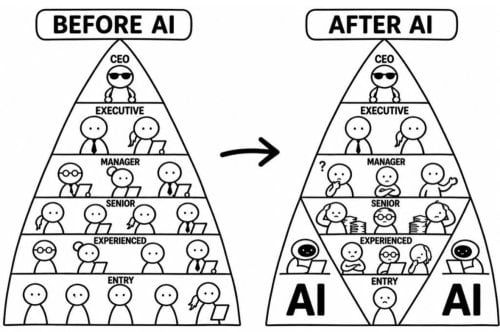 BEFORE AI
CEO
EXECUTIVE
MANAGER
SENIOR
EXPERIENCED
ENTRY
AFTER AI
CEO
EXECUTIVE
MANAGER
?
SENIOR
EXPERIENCED
ENTRY
AI
AI